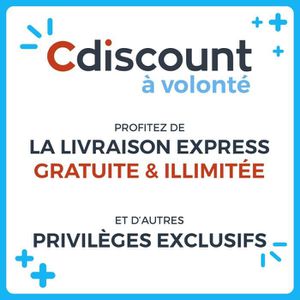 Cdiscount
à volonté
PROFITEZ DE
LA LIVRAISON EXPRESS
GRATUITE & ILLIMITÉE
ET D'AUTRES
PRIVILÈGES EXCLUSIFS